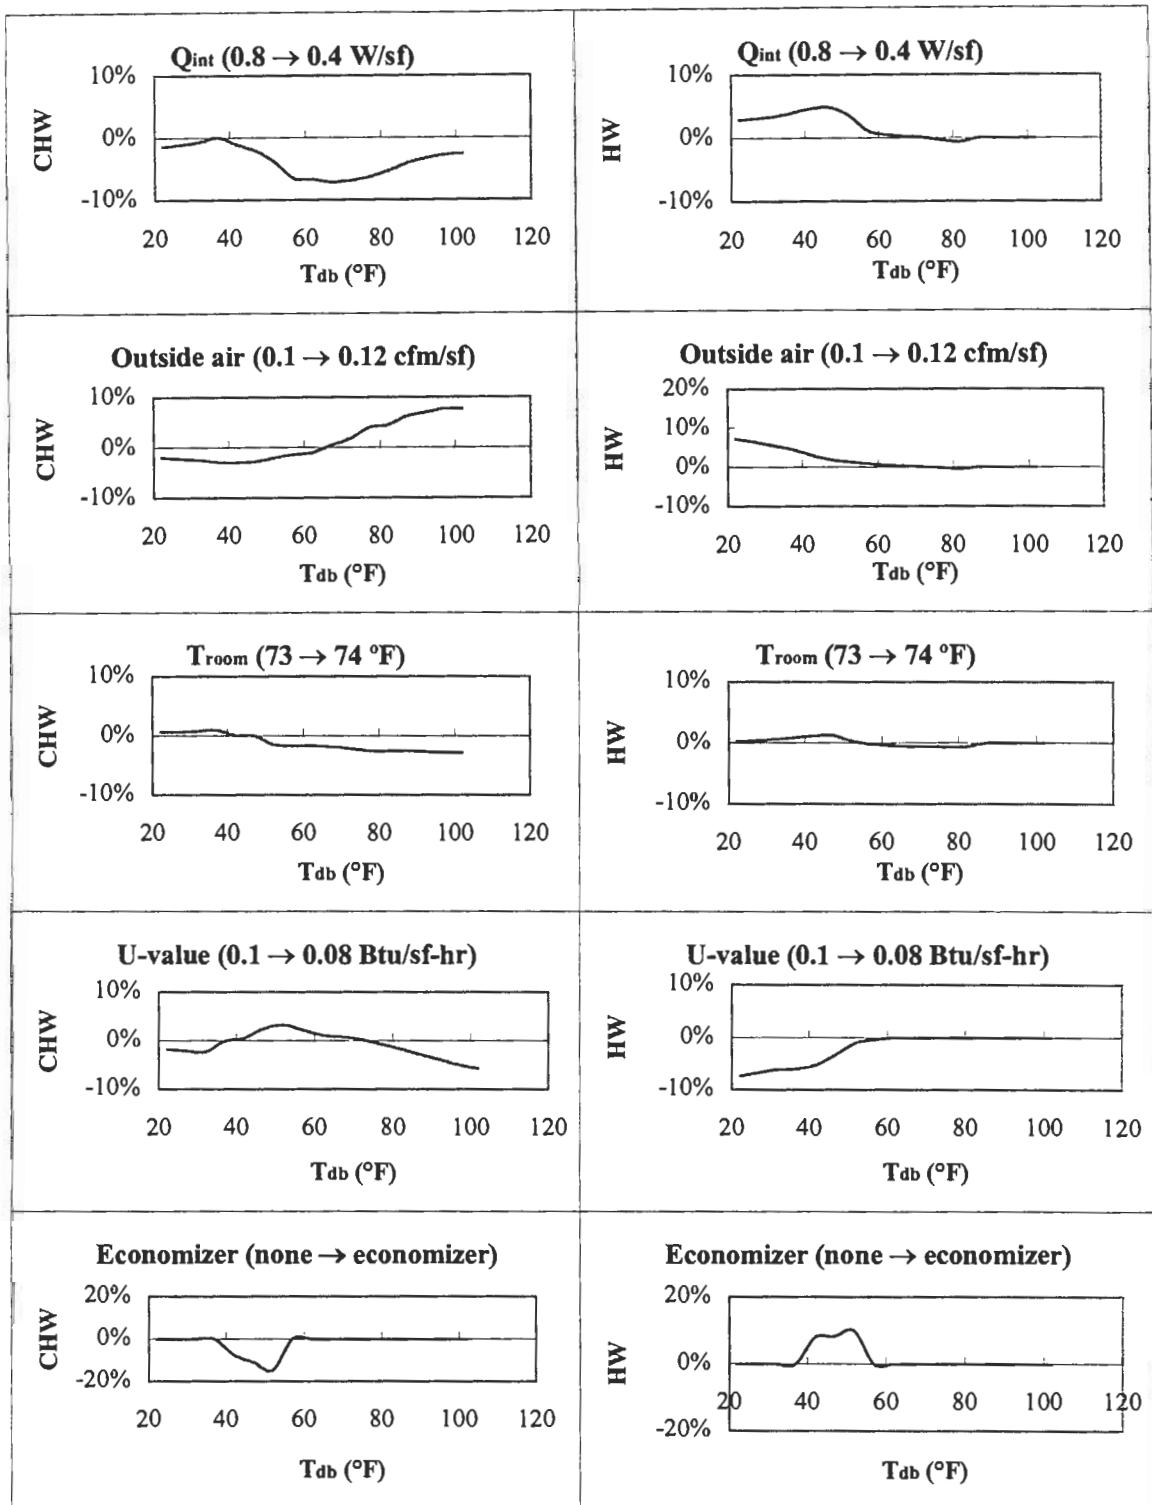 Qint (0.8 → 0.4 W/sf)
10%
0%
-10%
CHW
20 40 60 80 100 120
Tdb (°F)
Qint (0.8 → 0.4 W/sf)
10%
0%
-10%
HW
20 40 60 80 100 120
Tdb (°F)
Outside air (0.1 → 0.12 cfm/sf)
10%
0%
-10%
CHW
20 40 60 80 100 120
Tdb (°F)
Outside air (0.1 → 0.12 cfm/sf)
20%
10%
0%
-10%
HW
20 40 60 80 100 120
Tdb (°F)
Troom (73 → 74 °F)
10%
0%
-10%
CHW
20 40 60 80 100 120
Tdb (°F)
Troom (73 → 74 °F)
10%
0%
-10%
HW
20 40 60 80 100 120
Tdb (°F)
U-value (0.1 → 0.08 Btu/sf-hr)
10%
0%
-10%
CHW
20 40 60 80 100 120
Tdb (°F)
U-value (0.1 → 0.08 Btu/sf-hr)
10%
0%
-10%
HW
20 40 60 80 100 120
Tdb (°F)
Economizer (none → economizer)
20%
0%
-20%
CHW
20 40 60 80 100 120
Tdb (°F)
Economizer (none → economizer)
20%
0%
-20%
HW
20 40 60 80 100 120
Tdb (°F)